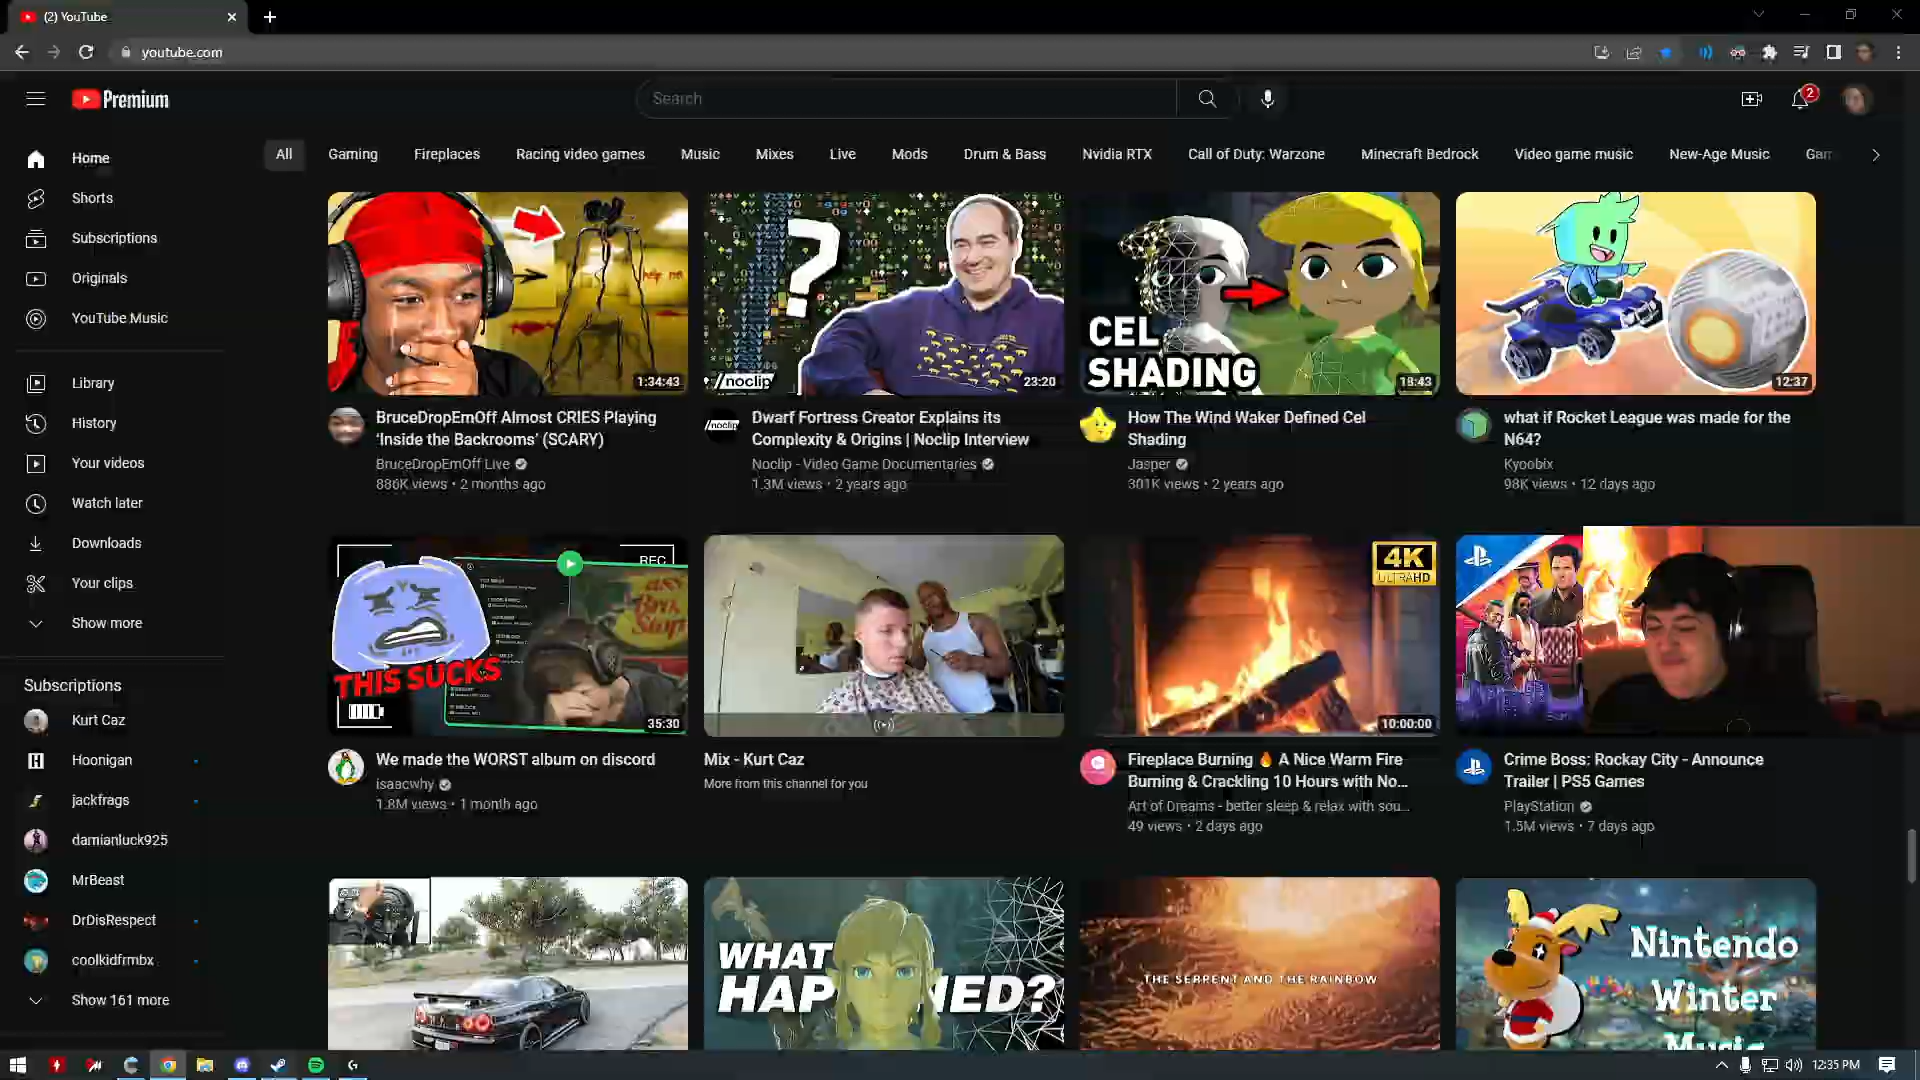 (2) YouTube
youtube.com
Premium
Search
2
Home
Shorts
Subscriptions
Originals
YouTube Music
Library
History
Your videos
Watch later
Downloads
Your clips
Show more
Subscriptions
Kurt Caz
Hoonigan
jackfrags
damianluck925
MrBeast
DrDisRespect
coolkidfrmbx
Show 161 more
All
Gaming
Fireplaces
Racing video games
Music
Mixes
Live
Mods
Drum & Bass
Nvidia RTX
Call of Duty: Warzone
Minecraft Bedrock
Video game music
New-Age Music
help me
1:34:43
BruceDropEmOff Almost CRIES Playing
'Inside the Backrooms' (SCARY)
BruceDropEmOff Live
886K views • 2 months ago
?
/noclip
23:20
/noclip
Dwarf Fortress Creator Explains its
Complexity & Origins | Noclip Interview
Noclip - Video Game Documentaries
1.3M views • 2 years ago
CEL
SHADING
18:43
How The Wind Waker Defined Cel
Shading
Jasper
301K views • 2 years ago
12:37
what if Rocket League was made for the
N64?
Kyoobix
98K views • 12 days ago
REC
THIS SUCKS
35:30
We made the WORST album on discord
isaacwhy
1.8M views • 1 month ago
Mix - Kurt Caz
More from this channel for you
4K
ULTRAHD
10:00:00
Fireplace Burning 🔥 A Nice Warm Fire
Burning & Crackling 10 Hours with No...
Art of Dreams - better sleep & relax with sou...
49 views • 2 days ago
Crime Boss: Rockay City - Announce
Trailer | PS5 Games
PlayStation
1.5M views • 7 days ago
WHAT
HAP NED?
THE SERPENT AND THE RAINBOW
Nintendo
Winter
Music
12:35 PM